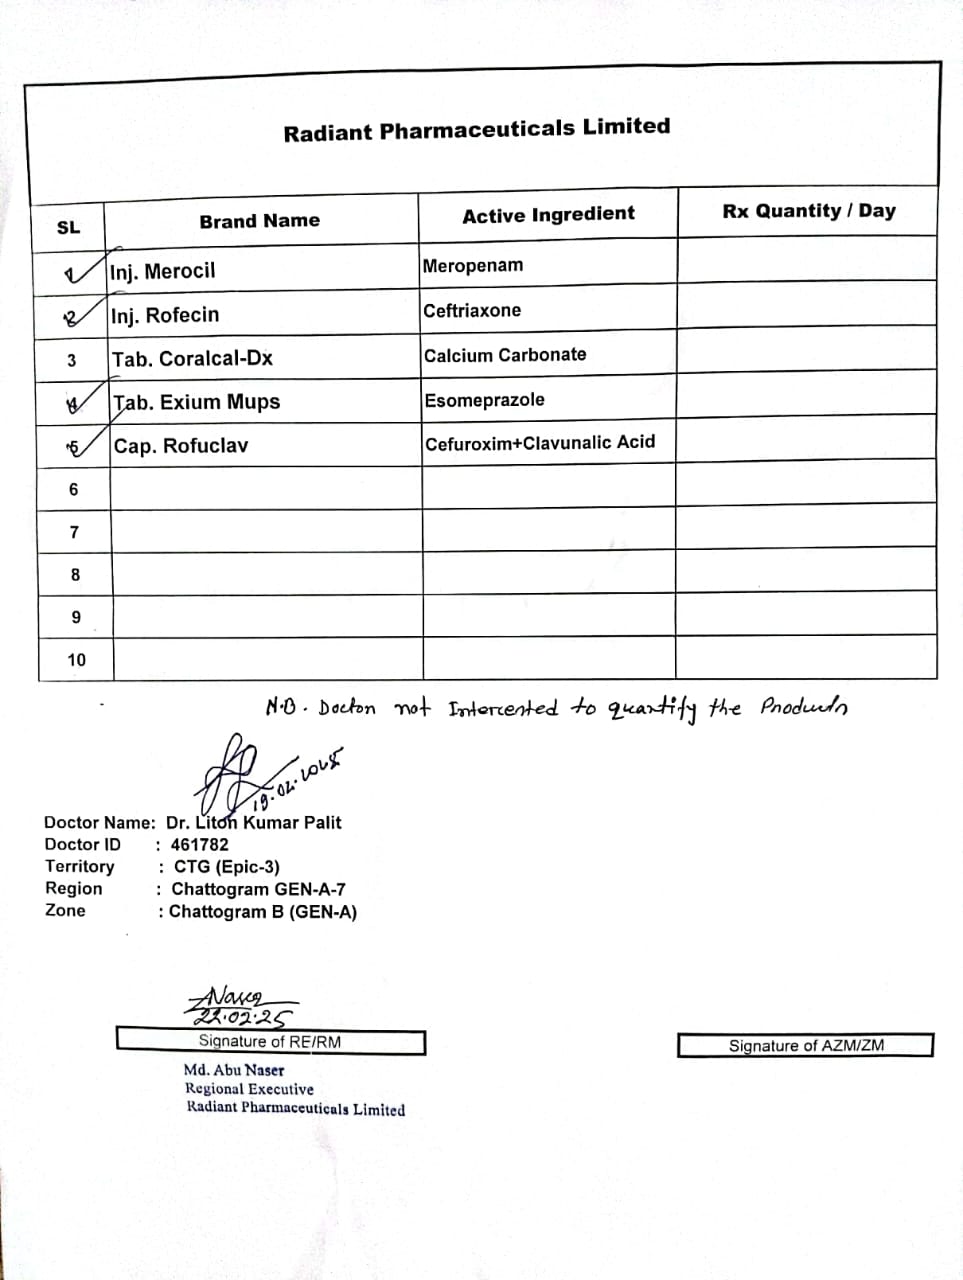 Radiant Pharmaceuticals Limited
SL Brand Name Active Ingredient Rx Quantity / Day
1 Inj. Merocil Meropenam
2 Inj. Rofecin Ceftriaxone
3 Tab. Coralcal-Dx Calcium Carbonate
4 Tab. Exium Mups Esomeprazole
5 Cap. Rofuclav Cefuroxim+Clavunalic Acid
6
7
8
9
10
N.B. Doctor not Interested to quantify the Products
19.02.2025
Doctor Name: Dr. Liton Kumar Palit
Doctor ID : 461782
Territory : CTG (Epic-3)
Region : Chattogram GEN-A-7
Zone : Chattogram B (GEN-A)
22.02.25
Signature of RE/RM
Signature of AZM/ZM
Md. Abu Naser
Regional Executive
Radiant Pharmaceuticals Limited